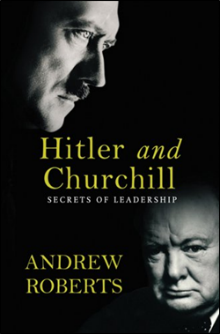 Hitler and
Churchill
SECRETS OF LEADERSHIP
ANDREW
ROBERTS